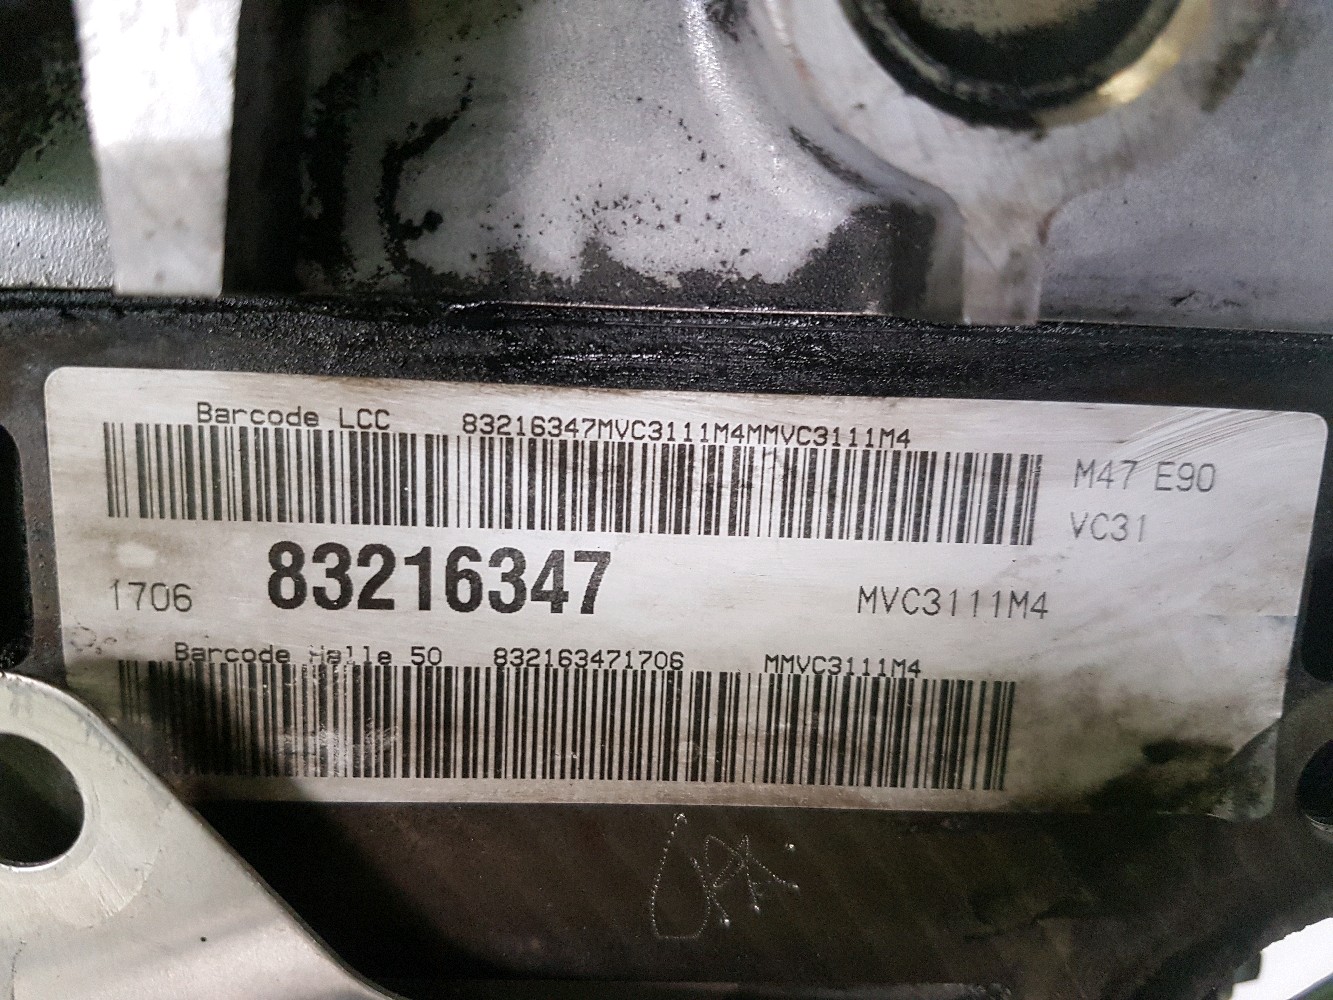 Barcode LCC 83216347MVC3111M4MMVC3111M4
M47 E90
VC31
1706 83216347 MVC3111M4
Barcode Halle 50 832163471706 MMVC3111M4